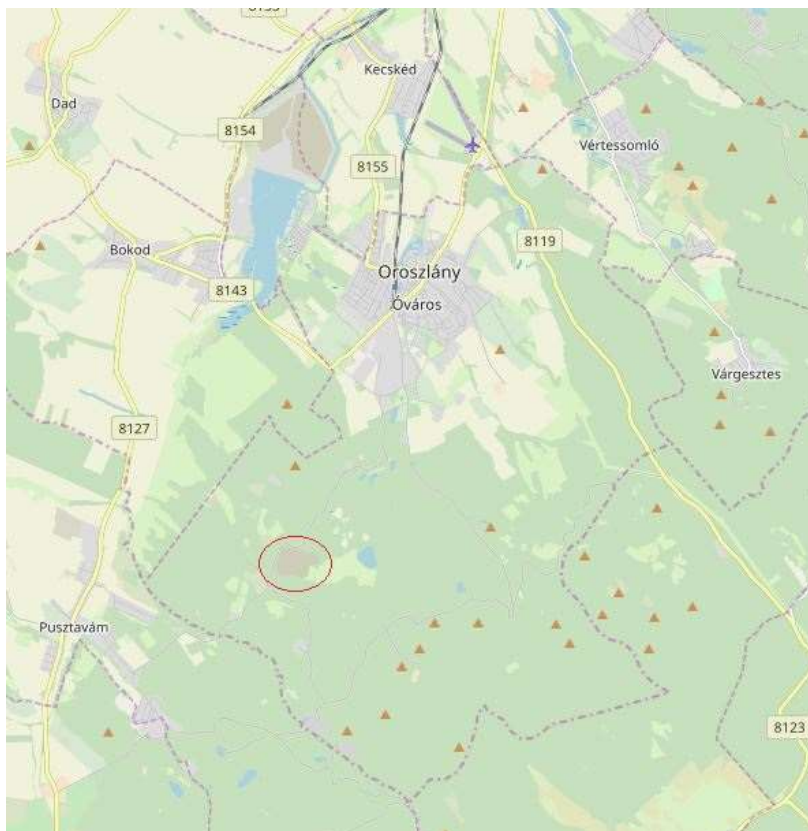 Kecskéd
Dad
8154
8155
Vértessomló
Bokod
8119
Oroszlány
8143
Óváros
Várgesztes
8127
Pusztavám
8123